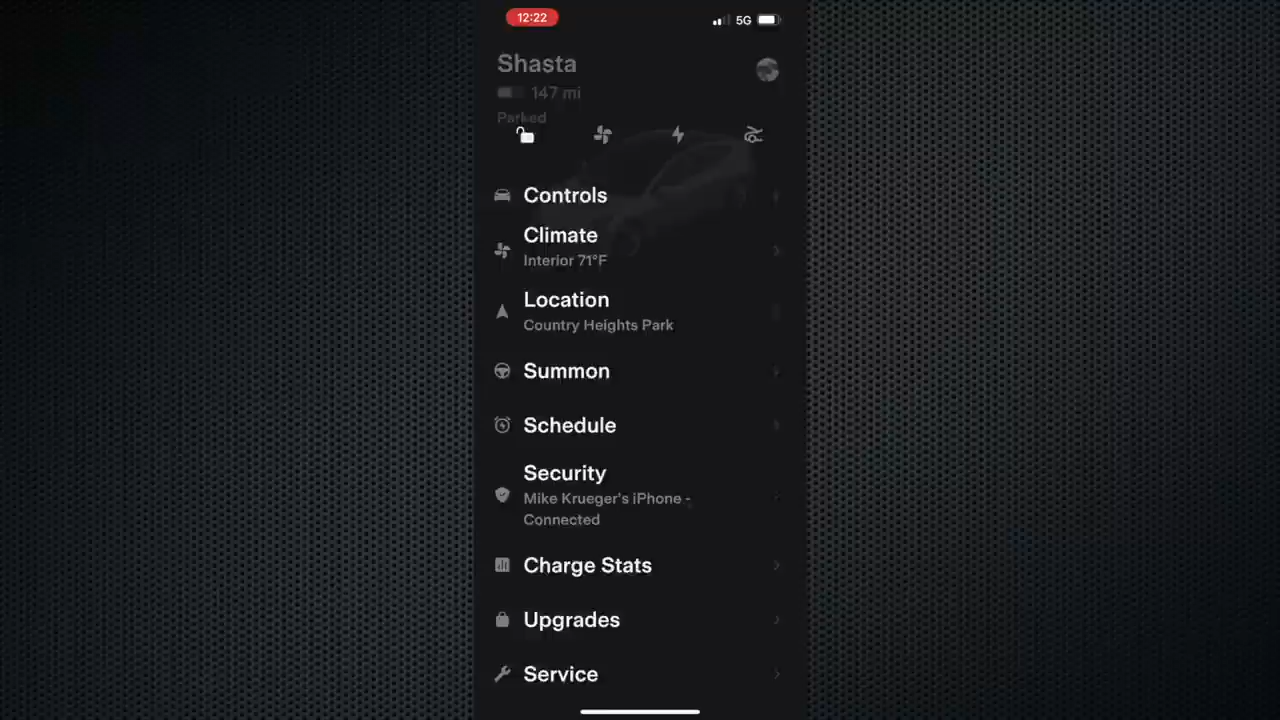 12:22
5G
Shasta
147 mi
Parked
Controls
Climate
Interior 71°F
Location
Country Heights Park
Summon
Schedule
Security
Mike Krueger's iPhone -
Connected
Charge Stats
Upgrades
Service